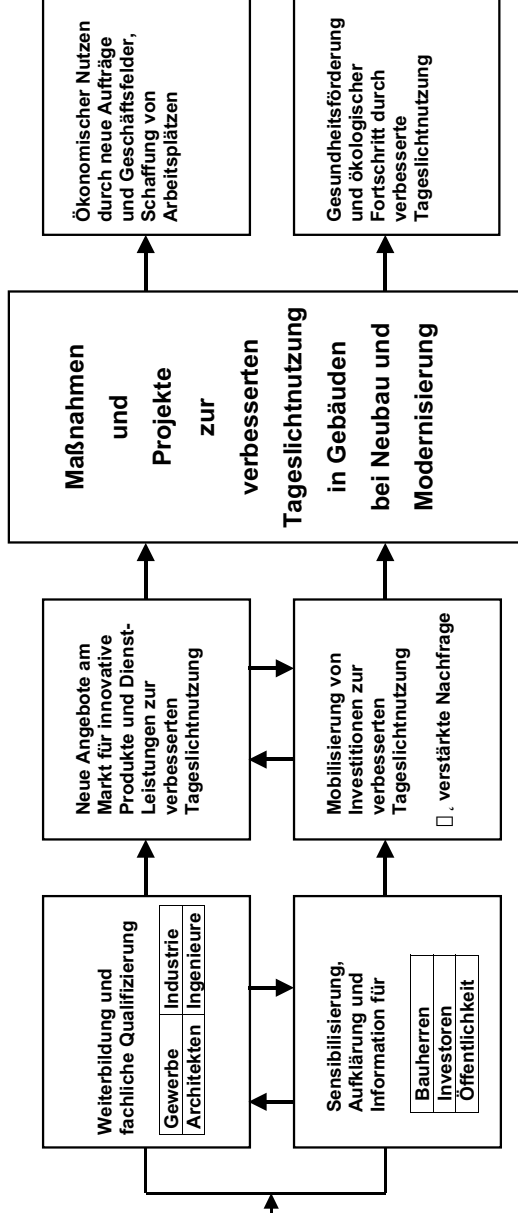 Weiterbildung und
fachliche Qualifizierung
Gewerbe Industrie
Architekten Ingenieure
Sensibilisierung,
Aufklärung und
Information für
Bauherren
Investoren
Öffentlichkeit
Neue Angebote am
Markt für innovative
Produkte und Dienst-
Leistungen zur
verbesserten
Tageslichtnutzung
Mobilisierung von
Investitionen zur
verbesserten
Tageslichtnutzung
verstärkte Nachfrage
Maßnahmen
und
Projekte
zur
verbesserten
Tageslichtnutzung
in Gebäuden
bei Neubau und
Modernisierung
Ökonomischer Nutzen
durch neue Aufträge
und Geschäftsfelder,
Schaffung von
Arbeitsplätzen
Gesundheitsförderung
und ökologischer
Fortschritt durch
verbesserte
Tageslichtnutzung